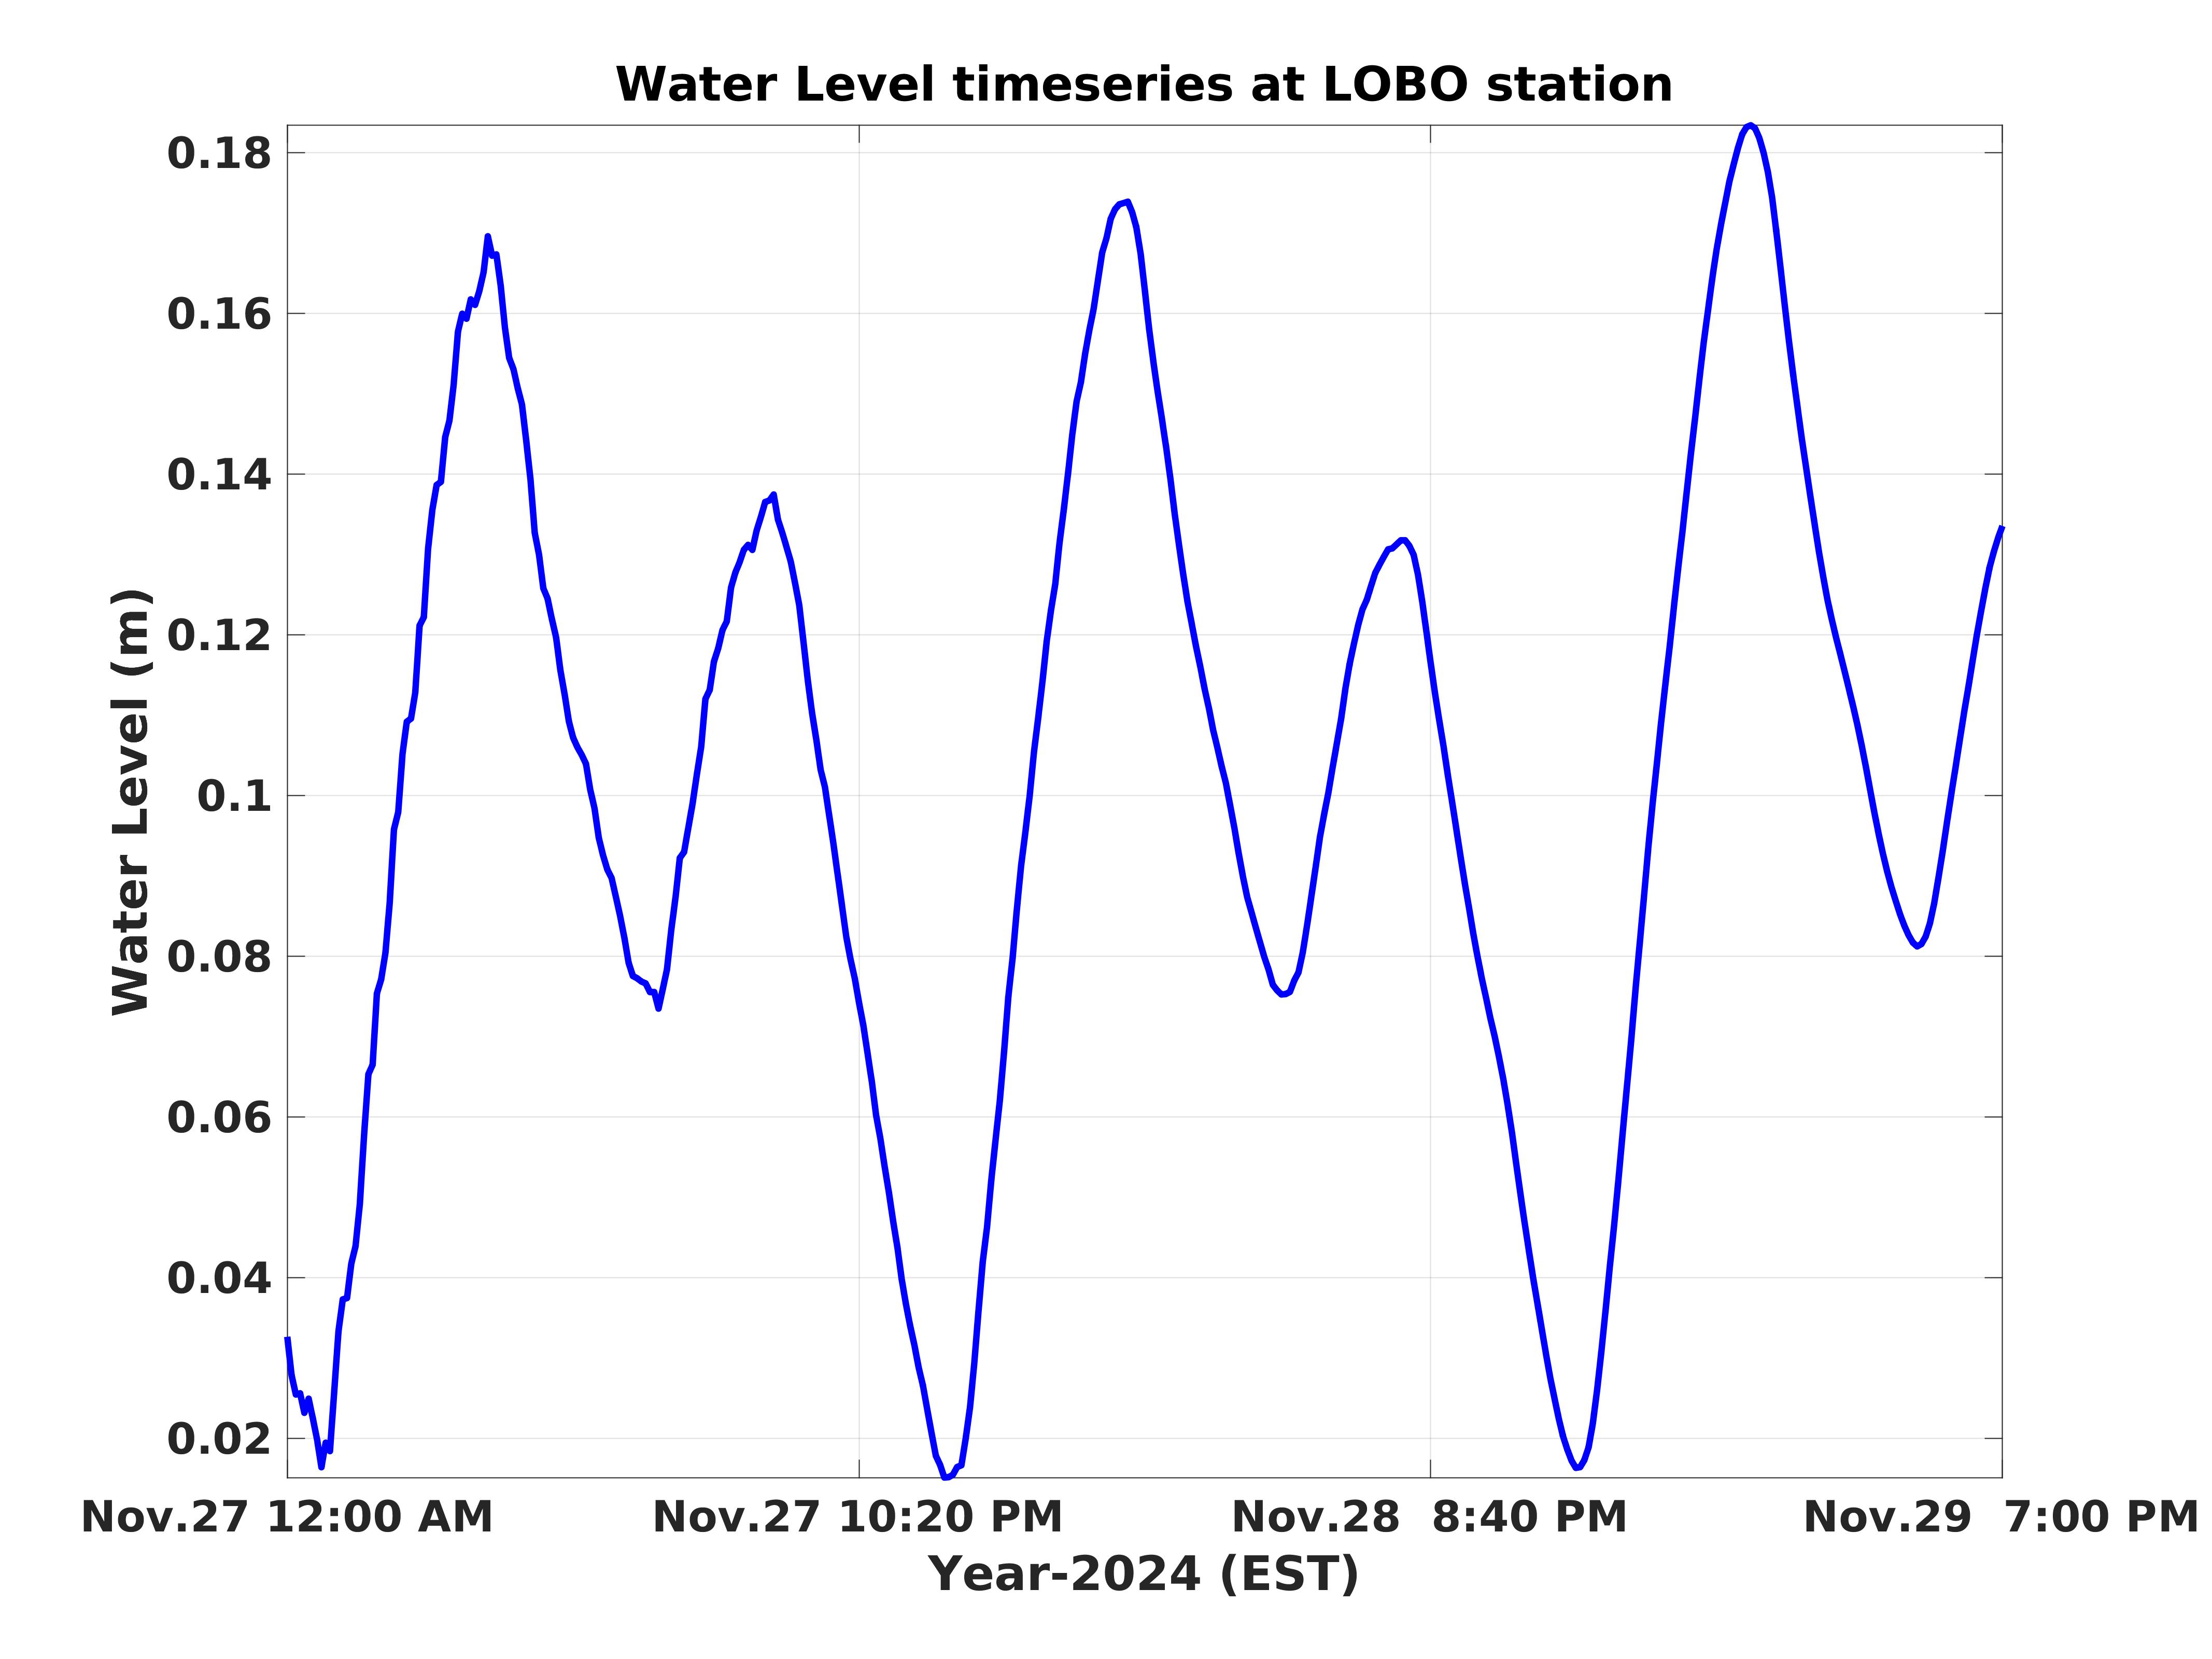 Water Level timeseries at LOBO station
Water Level (m)
0.18
0.16
0.14
0.12
0.1
0.08
0.06
0.04
0.02
Nov.27 12:00 AM Nov.27 10:20 PM Nov.28 8:40 PM Nov.29 7:00 PM
Year-2024 (EST)